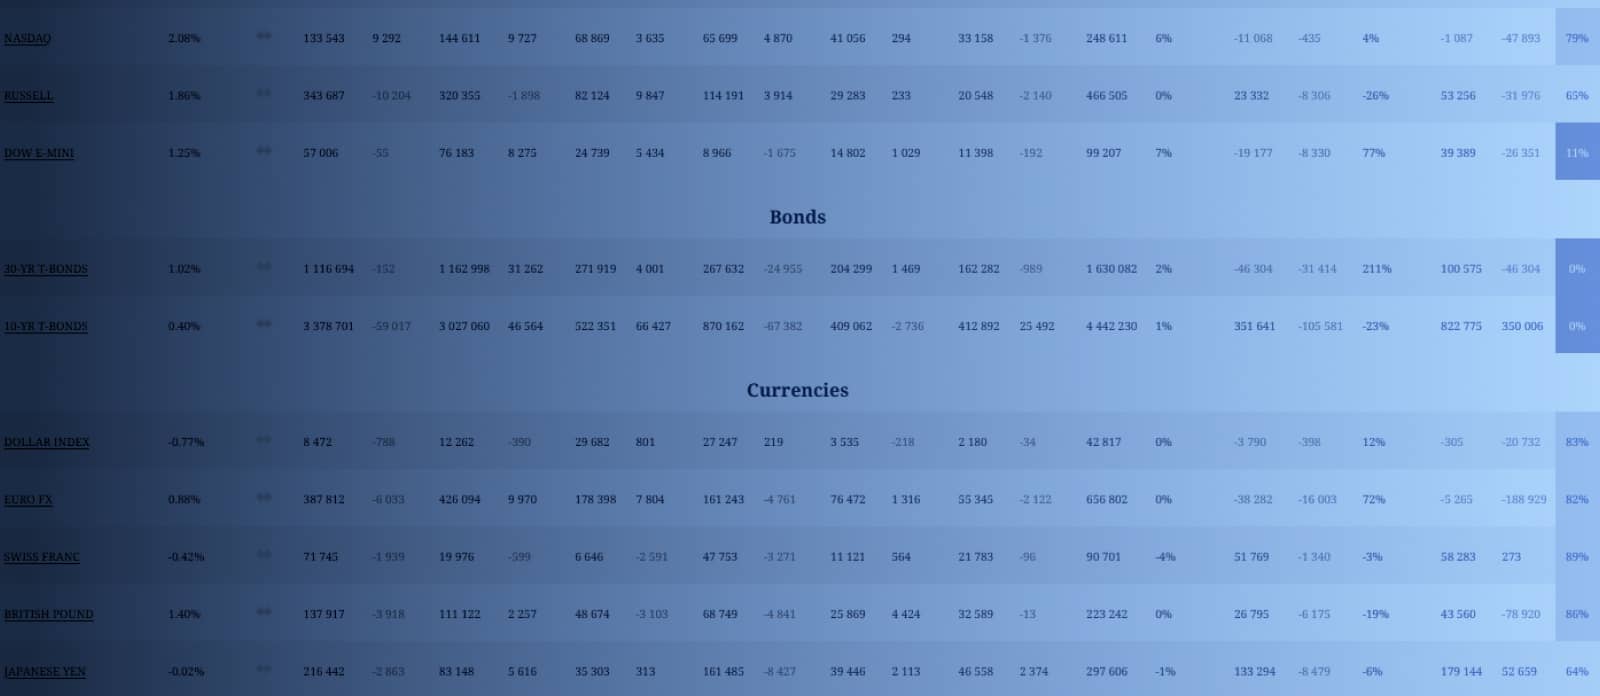 NASDAQ 2.08% 133 543 9 292 144 611 9 727 68 869 3 635 65 699 4 870 41 056 294 33 158 -1 376 248 611 6% -11 068 -435 4% -1 087 -47 893 79%
RUSSELL 1.86% 343 687 -10 204 320 355 -1 898 82 124 9 847 114 191 3 914 29 283 233 20 548 -2 140 466 505 0% 23 332 -8 306 -26% 53 256 -31 976 65%
DOW E-MINI 1.25% 57 006 -55 76 183 8 275 24 739 5 434 8 966 -1 675 14 802 1 029 11 398 -192 99 207 7% -19 177 -8 330 77% 39 389 -26 351 11%
Bonds
30-YR T-BONDS 1.02% 1 116 694 -152 1 162 998 31 262 271 919 4 001 267 632 -24 955 204 299 1 469 162 282 -989 1 630 082 2% -46 304 -31 414 211% 100 575 -46 304 0%
10-YR T-BONDS 0.40% 3 378 701 -59 017 3 027 060 46 564 522 351 66 427 870 162 -67 382 409 062 -2 736 412 892 25 492 4 442 230 1% 351 641 -105 581 -23% 822 775 350 006 0%
Currencies
DOLLAR INDEX -0.77% 8 472 -788 12 262 -390 29 682 801 27 247 219 3 535 -218 2 180 -34 42 817 0% -3 790 -398 12% -305 -20 732 83%
EURO FX 0.88% 387 812 -6 033 426 094 9 970 178 398 7 804 161 243 -4 761 76 472 1 316 55 345 -2 122 656 802 0% -38 282 -16 003 72% -5 265 -188 929 82%
SWISS FRANC -0.42% 71 745 -1 939 19 976 -599 6 646 -2 591 47 753 -3 271 11 121 564 21 783 -96 90 701 -4% 51 769 -1 340 -3% 58 283 273 89%
BRITISH POUND 1.40% 137 917 -3 918 111 122 2 257 48 674 -3 103 68 749 -4 841 25 869 4 424 32 589 -13 223 242 0% 26 795 -6 175 -19% 43 560 -78 920 86%
JAPANESE YEN -0.02% 216 442 -2 863 83 148 5 616 35 303 313 161 485 -8 427 39 446 2 113 46 558 2 374 297 606 -1% 133 294 -8 479 -6% 179 144 52 659 64%